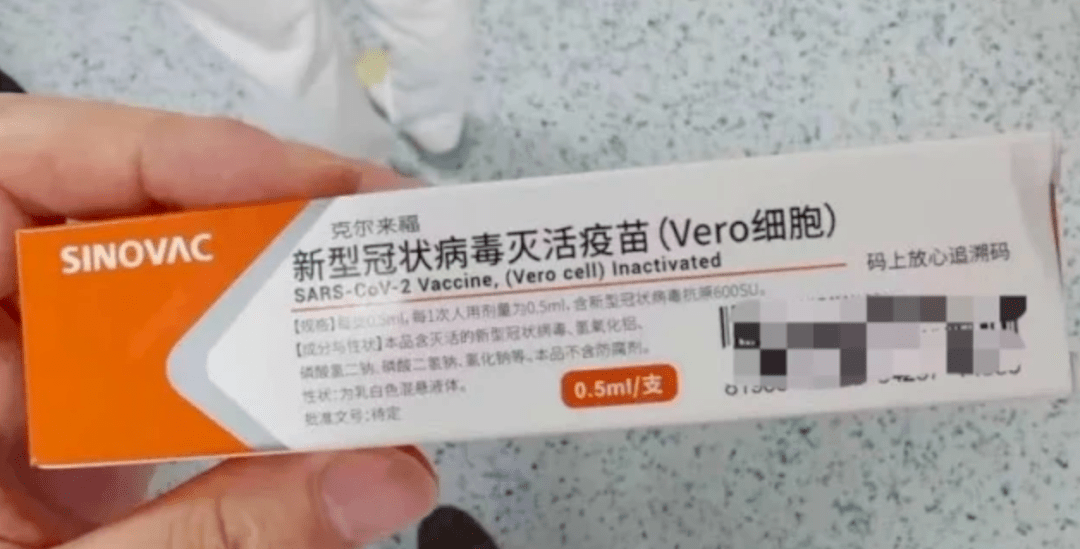 SINOVAC
克尔来福
新型冠状病毒灭活疫苗(Vero细胞)
SARS-CoV-2 Vaccine, (Vero cell) Inactivated
码上放心追溯码
【规格】每支0.5ml, 每1次人用剂量为0.5ml, 含新型冠状病毒抗原600SU。
【成分与性状】本品含灭活的新型冠状病毒、氢氧化铝、
磷酸氢二钠、磷酸二氢钠、氯化钠等、本品不含防腐剂。
性状:为乳白色混悬液体。
批准文号:待定
0.5ml/支